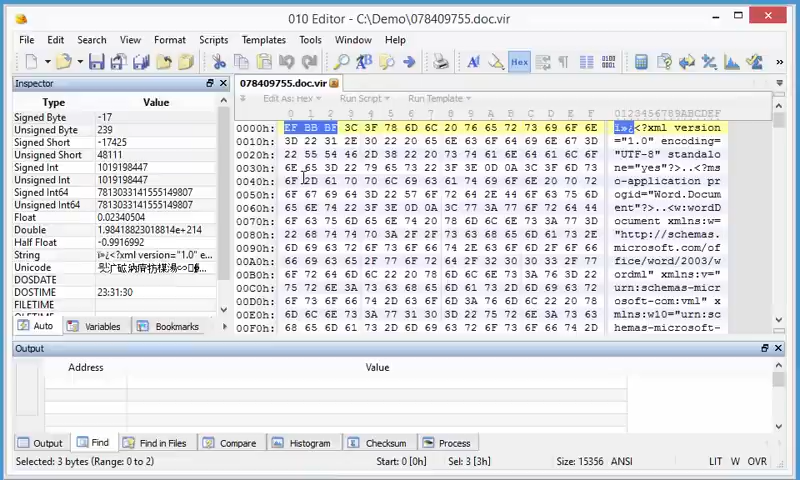 010 Editor - C:\Demo\078409755.doc.vir
File Edit Search View Format Scripts Templates Tools Window Help
Hex
Inspector
078409755.doc.vir
Edit As: Hex Run Script Run Template
Type Value
Signed Byte -17
Unsigned Byte 239
Signed Short -17425
Unsigned Short 48111
Signed Int 1019198447
Unsigned Int 1019198447
Signed Int64 7813033141555149807
Unsigned Int64 7813033141555149807
Float 0.02340504
Double 1.98418823018814e+214
Half Float -0.9916992
String ï»¿<?xml version="1.0" e...
Unicode
DOSDATE
DOSTIME 23:31:30
FILETIME
Auto Variables Bookmarks
0 1 2 3 4 5 6 7 8 9 A B C D E F 0123456789ABCDEF
0000h: EF BB BF 3C 3F 78 6D 6C 20 76 65 72 73 69 6F 6E ï»¿<?xml version
0010h: 3D 22 31 2E 30 22 20 65 6E 63 6F 64 69 6E 67 3D ="1.0" encoding=
0020h: 22 55 54 46 2D 38 22 20 73 74 61 6E 64 61 6C 6F "UTF-8" standalo
0030h: 6E 65 3D 22 79 65 73 22 3F 3E 0D 0A 3C 3F 6D 73 ne="yes"?>..<?ms
0040h: 6F 2D 61 70 70 6C 69 63 61 74 69 6F 6E 20 70 72 o-application pr
0050h: 6F 67 69 64 3D 22 57 6F 72 64 2E 44 6F 63 75 6D ogid="Word.Docum
0060h: 65 6E 74 22 3F 3E 0D 0A 3C 77 3A 77 6F 72 64 44 ent"?>..<w:wordD
0070h: 6F 63 75 6D 65 6E 74 20 78 6D 6C 6E 73 3A 77 3D ocument xmlns:w=
0080h: 22 68 74 74 70 3A 2F 2F 73 63 68 65 6D 61 73 2E "http://schemas.
0090h: 6D 69 63 72 6F 73 6F 66 74 2E 63 6F 6D 2F 6F 66 microsoft.com/of
00A0h: 66 69 63 65 2F 77 6F 72 64 2F 32 30 30 33 2F 77 fice/word/2003/w
00B0h: 6F 72 64 6D 6C 22 20 78 6D 6C 6E 73 3A 76 3D 22 ordml" xmlns:v="
00C0h: 75 72 6E 3A 73 63 68 65 6D 61 73 2D 6D 69 63 72 urn:schemas-micr
00D0h: 6F 73 6F 66 74 2D 63 6F 6D 3A 76 6D 6C 22 20 78 osoft-com:vml" x
00E0h: 6D 6C 6E 73 3A 77 31 30 3D 22 75 72 6E 3A 73 63 mlns:w10="urn:sc
00F0h: 68 65 6D 61 73 2D 6D 69 63 72 6F 73 6F 66 74 2D hemas-microsoft-
Output
Address Value
Output Find Find in Files Compare Histogram Checksum Process
Selected: 3 bytes (Range: 0 to 2) Start: 0 [0h] Sel: 3 [3h] Size: 15356 ANSI LIT W OVR